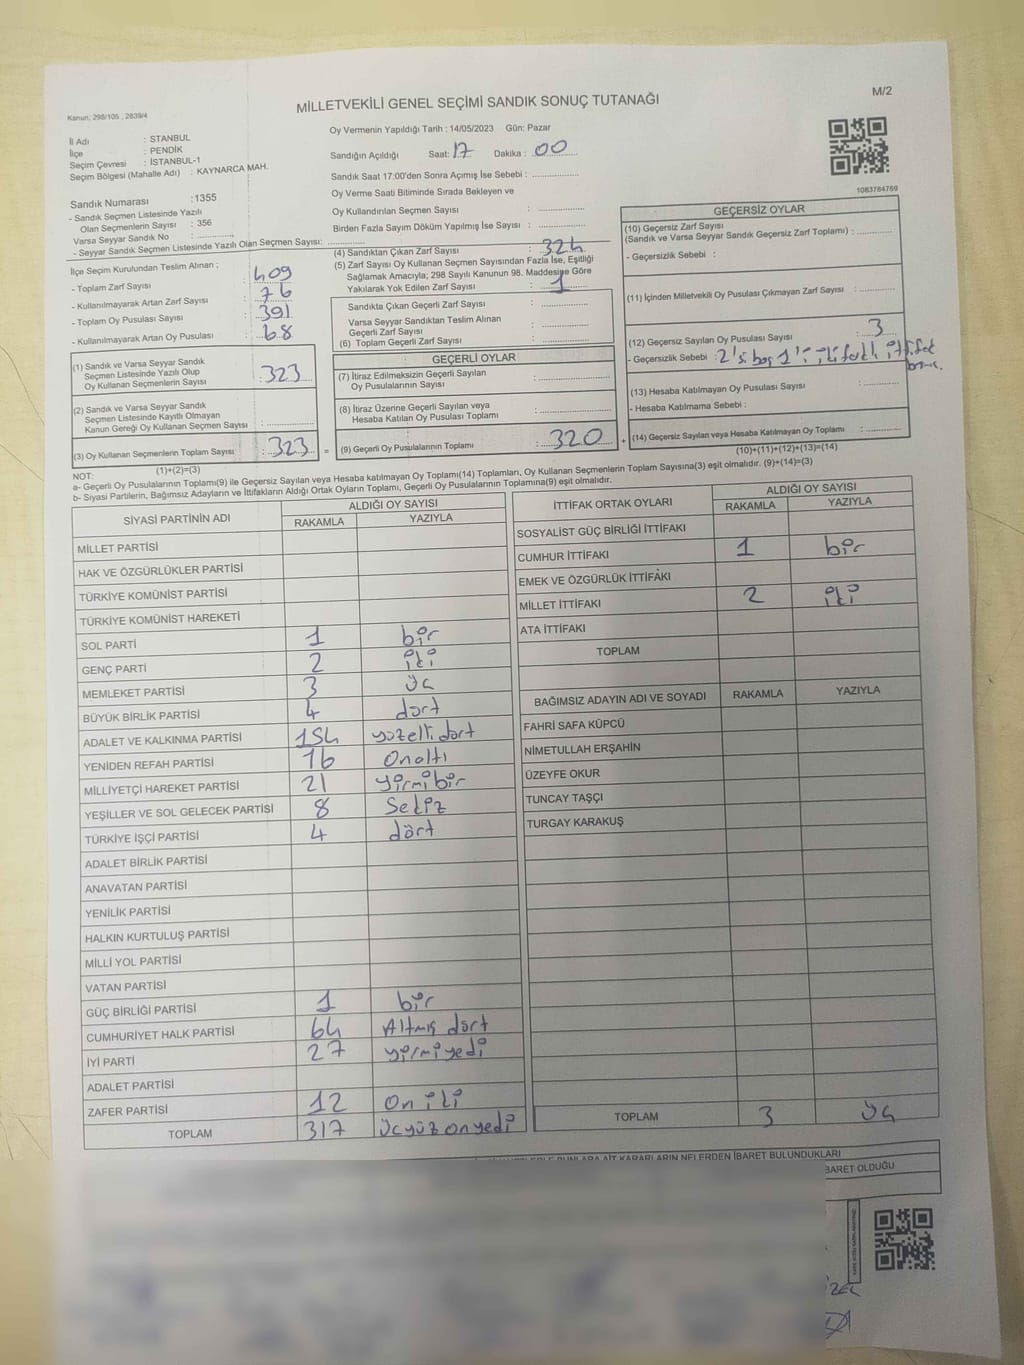 Kanun: 298/105 , 2839/4
MİLLETVEKİLİ GENEL SEÇİMİ SANDIK SONUÇ TUTANAĞI
M/2
İl Adı : STANBUL
İlçe : PENDİK
Seçim Çevresi : İSTANBUL-1
Seçim Bölgesi (Mahalle Adı) : KAYNARCA MAH.
Sandık Numarası : 1355
- Sandık Seçmen Listesinde Yazılı
Olan Seçmenlerin Sayısı : 356
Varsa Seyyar Sandık No :
- Seyyar Sandık Seçmen Listesinde Yazılı Olan Seçmen Sayısı:
Oy Vermenin Yapıldığı Tarih : 14/05/2023 Gün: Pazar
Sandığın Açıldığı Saat: 17 Dakika : 00
Sandık Saat 17:00'den Sonra Açımış İse Sebebi :
Oy Verme Saati Bitiminde Sırada Bekleyen ve
Oy Kullandırılan Seçmen Sayısı :
Birden Fazla Sayım Döküm Yapılmış İse Sayısı :
1083784769
İlçe Seçim Kurulundan Teslim Alınan ;
- Toplam Zarf Sayısı : 409
- Kullanılmayarak Artan Zarf Sayısı : 76
- Toplam Oy Pusulası Sayısı : 391
- Kullanılmayarak Artan Oy Pusulası : 68
(4) Sandıktan Çıkan Zarf Sayısı : 324
(5) Zarf Sayısı Oy Kullanan Seçmen Sayısından Fazla İse, Eşitliği
Sağlamak Amacıyla; 298 Sayılı Kanunun 98. Maddesine Göre
Yakılarak Yok Edilen Zarf Sayısı : 1
Sandıkta Çıkan Geçerli Zarf Sayısı :
Varsa Seyyar Sandıktan Teslim Alınan
Geçerli Zarf Sayısı :
(6) Toplam Geçerli Zarf Sayısı :
(1) Sandık ve Varsa Seyyar Sandık
Seçmen Listesinde Yazılı Olup
Oy Kullanan Seçmenlerin Sayısı : 323
(2) Sandık ve Varsa Seyyar Sandık
Seçmen Listesinde Kayıtlı Olmayan
Kanun Gereği Oy Kullanan Seçmen Sayısı :
(3) Oy Kullanan Seçmenlerin Toplam Sayısı : 323
(1)+(2)=(3)
=
GEÇERLİ OYLAR
(7) İtiraz Edilmeksizin Geçerli Sayılan
Oy Pusulalarının Sayısı :
(8) İtiraz Üzerine Geçerli Sayılan veya
Hesaba Katılan Oy Pusulası Toplamı :
(9) Geçerli Oy Pusulalarının Toplamı : 320
+
GEÇERSİZ OYLAR
(10) Geçersiz Zarf Sayısı
(Sandık ve Varsa Seyyar Sandık Geçersiz Zarf Toplamı) :
- Geçersizlik Sebebi :
(11) İçinden Milletvekili Oy Pusulası Çıkmayan Zarf Sayısı :
(12) Geçersiz Sayılan Oy Pusulası Sayısı : 3
- Geçersizlik Sebebi : 2'si boş 1'i iki farklı ittifat
(13) Hesaba Katılmayan Oy Pusulası Sayısı :
- Hesaba Katılmama Sebebi :
(14) Geçersiz Sayılan veya Hesaba Katılmayan Oy Toplamı :
(10)+(11)+(12)+(13)=(14)
NOT:
a- Geçerli Oy Pusulalarının Toplamı(9) ile Geçersiz Sayılan veya Hesaba katılmayan Oy Toplamı(14) Toplamları, Oy Kullanan Seçmenlerin Toplam Sayısına(3) eşit olmalıdır. (9)+(14)=(3)
b- Siyasi Partilerin, Bağımsız Adayların ve İttifakların Aldığı Ortak Oyların Toplamı, Geçerli Oy Pusulalarının Toplamına(9) eşit olmalıdır.
SİYASİ PARTİNİN ADI ALDIĞI OY SAYISI
RAKAMLA YAZIYLA
MİLLET PARTİSİ
HAK VE ÖZGÜRLÜKLER PARTİSİ
TÜRKİYE KOMÜNİST PARTİSİ
TÜRKİYE KOMÜNİST HAREKETİ
SOL PARTİ 1 bir
GENÇ PARTİ 2 iki
MEMLEKET PARTİSİ 3 üç
BÜYÜK BİRLİK PARTİSİ 4 dört
ADALET VE KALKINMA PARTİSİ 154 yüzelli dört
YENİDEN REFAH PARTİSİ 16 Onaltı
MİLLİYETÇİ HAREKET PARTİSİ 21 yirmibir
YEŞİLLER VE SOL GELECEK PARTİSİ 8 Sekiz
TÜRKİYE İŞÇİ PARTİSİ 4 dört
ADALET BİRLİK PARTİSİ
ANAVATAN PARTİSİ
YENİLİK PARTİSİ
HALKIN KURTULUŞ PARTİSİ
MİLLİ YOL PARTİSİ
VATAN PARTİSİ
GÜÇ BİRLİĞİ PARTİSİ 1 bir
CUMHURİYET HALK PARTİSİ 64 Altmış dört
İYİ PARTİ 27 yirmiyedi
ADALET PARTİSİ
ZAFER PARTİSİ 12 On iki
TOPLAM 317 üçyüz onyedi
İTTİFAK ORTAK OYLARI ALDIĞI OY SAYISI
RAKAMLA YAZIYLA
SOSYALİST GÜÇ BİRLİĞİ İTTİFAKI
CUMHUR İTTİFAKI 1 bir
EMEK VE ÖZGÜRLÜK İTTİFAKI
MİLLET İTTİFAKI 2 iki
ATA İTTİFAKI
TOPLAM
BAĞIMSIZ ADAYIN ADI VE SOYADI RAKAMLA YAZIYLA
FAHRİ SAFA KÜPCÜ
NİMETULLAH ERŞAHİN
ÜZEYFE OKUR
TUNCAY TAŞÇI
TURGAY KARAKUŞ
TOPLAM 3 üç
BUNLARA AİT KARARLARIN NELERDEN İBARET BULUNDUKLARI
BARET OLDUĞU